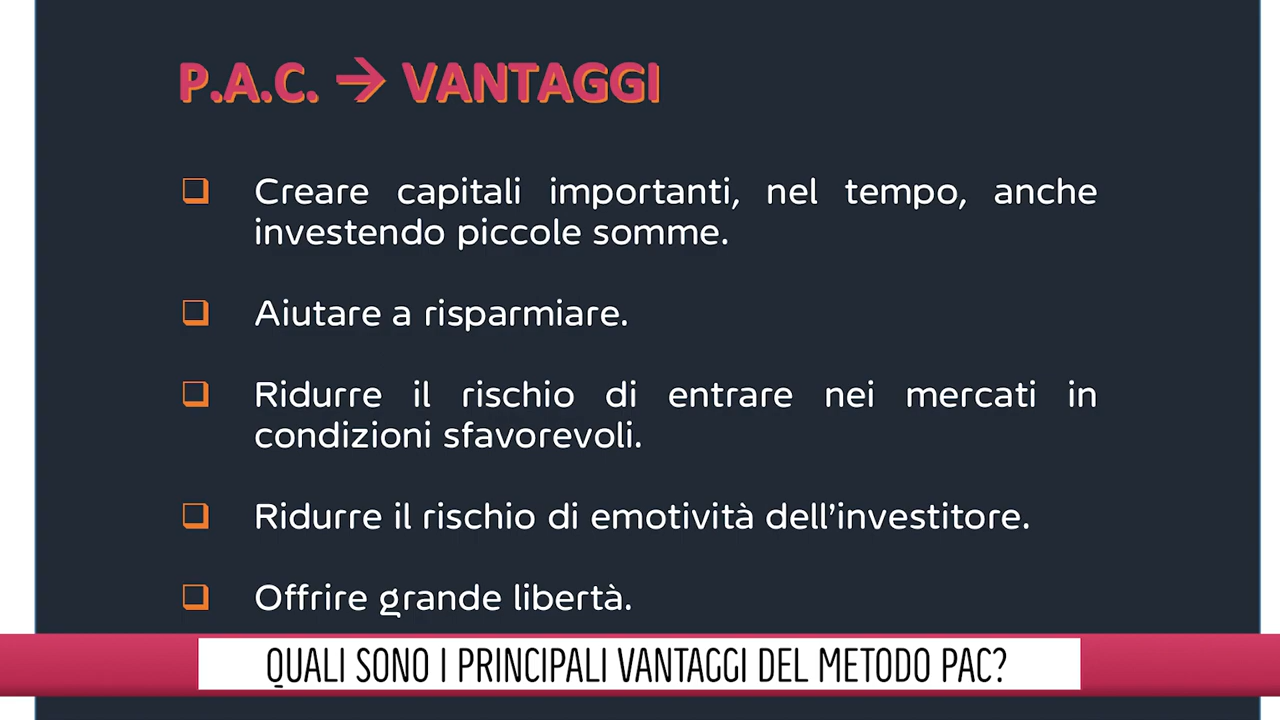 P.A.C. → VANTAGGI
❑ Creare capitali importanti, nel tempo, anche
investendo piccole somme.
❑ Aiutare a risparmiare.
❑ Ridurre il rischio di entrare nei mercati in
condizioni sfavorevoli.
❑ Ridurre il rischio di emotività dell’investitore.
❑ Offrire grande libertà.
QUALI SONO I PRINCIPALI VANTAGGI DEL METODO PAC?